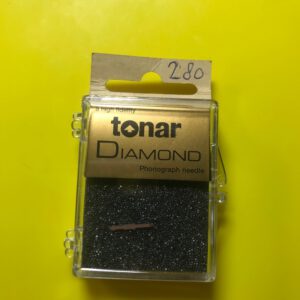 280
a high fidelity
tonar
DIAMOND
Phonograph needle